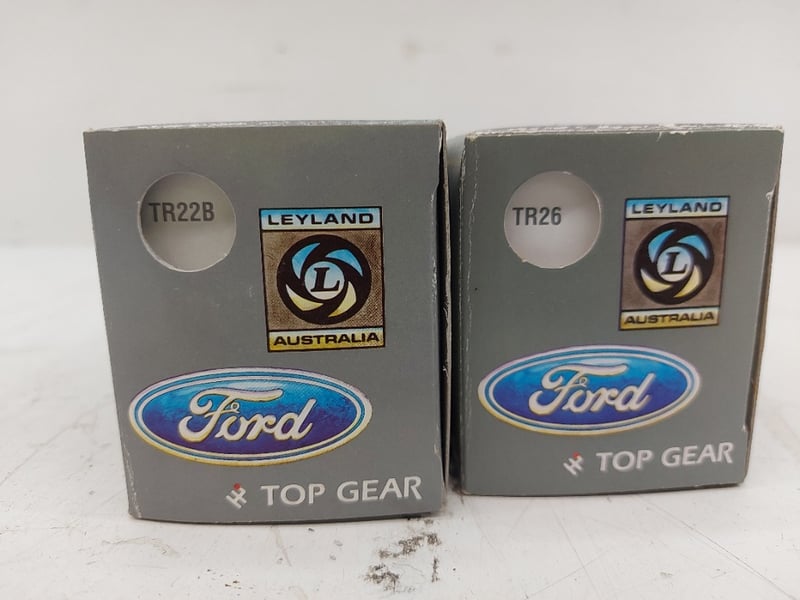 TR22B
LEYLAND
L
AUSTRALIA
Ford
TOP GEAR
TR26
LEYLAND
L
AUSTRALIA
Ford
TOP GEAR